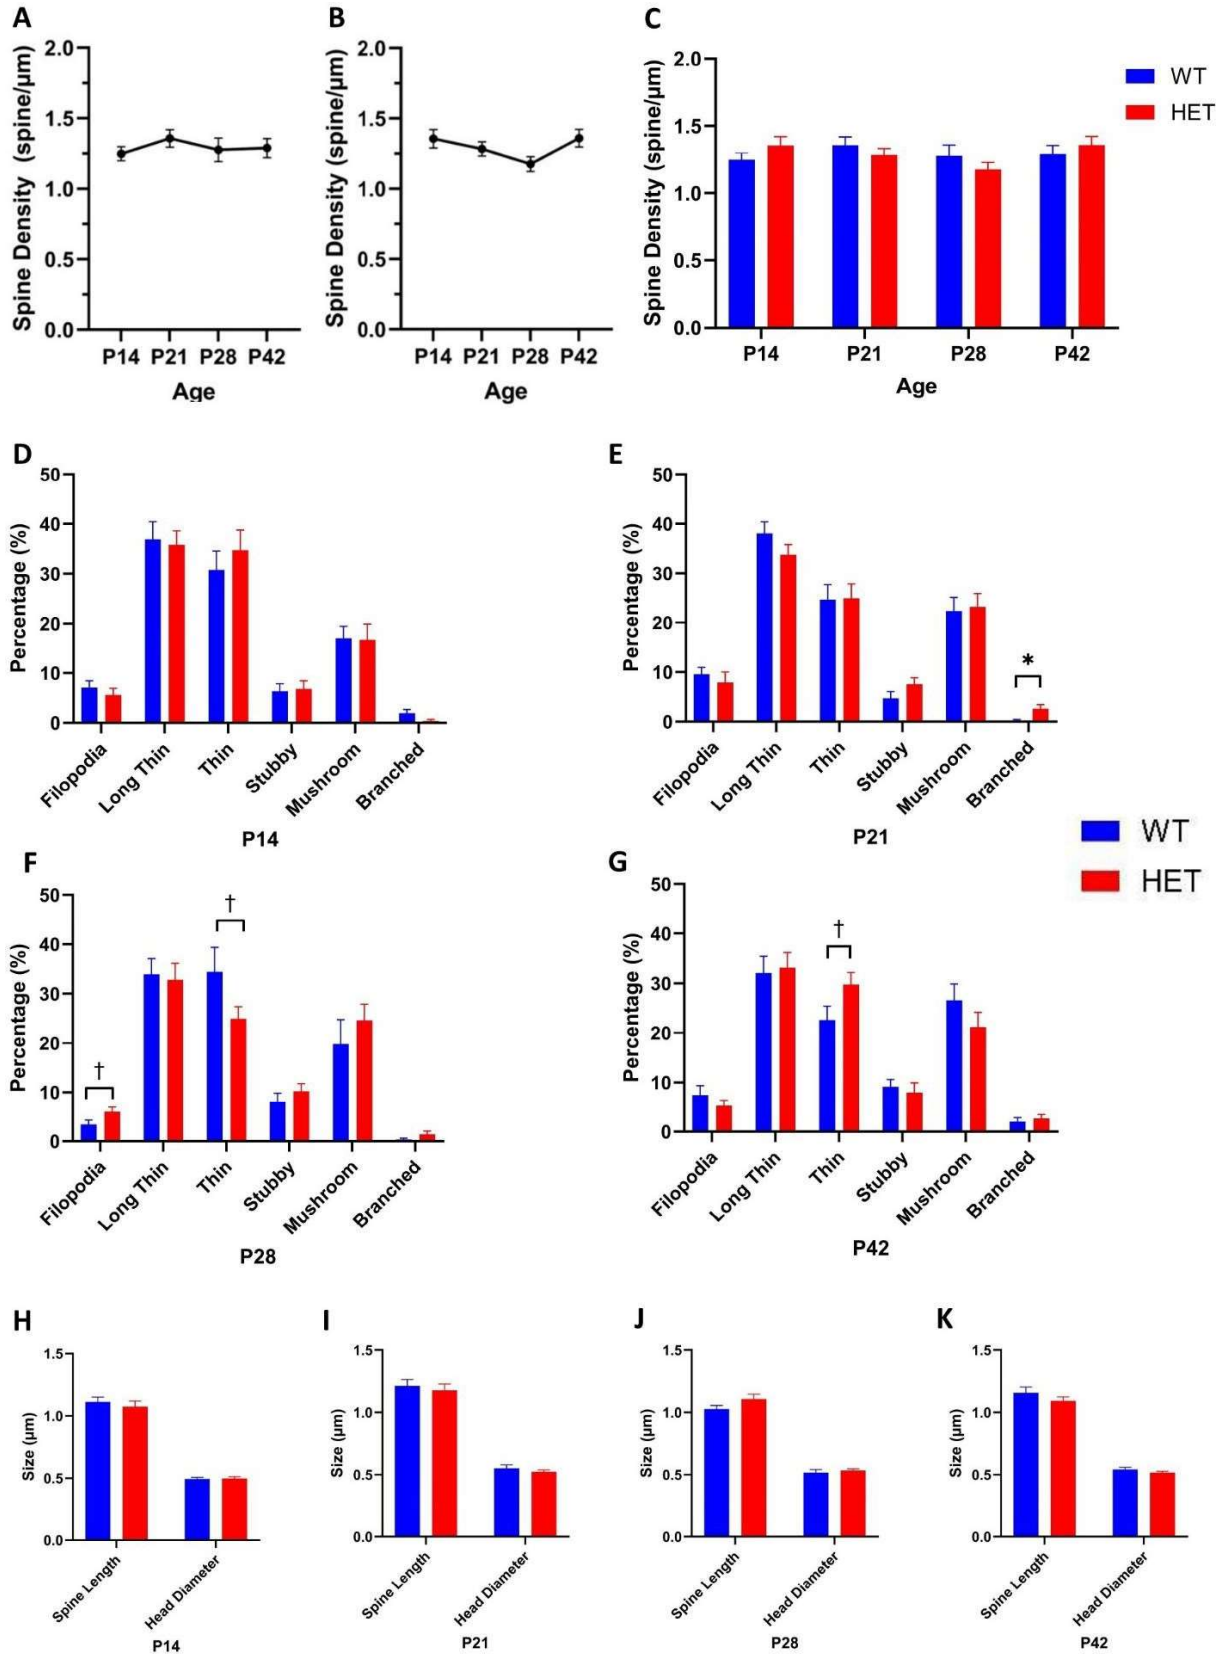 A
B
C
Spine Density (spine/µm)
2.0
1.5
1.0
0.5
0.0
P14 P21 P28 P42
Age
Spine Density (spine/µm)
2.0
1.5
1.0
0.5
0.0
P14 P21 P28 P42
Age
Spine Density (spine/µm)
2.0
1.5
1.0
0.5
0.0
P14 P21 P28 P42
Age
WT
HET
D
Percentage (%)
50
40
30
20
10
0
Filopodia
Long Thin
Thin
Stubby
Mushroom
Branched
P14
E
Percentage (%)
50
40
30
20
10
0
*
Filopodia
Long Thin
Thin
Stubby
Mushroom
Branched
P21
WT
HET
F
Percentage (%)
50
40
30
20
10
0
†
†
Filopodia
Long Thin
Thin
Stubby
Mushroom
Branched
P28
G
Percentage (%)
50
40
30
20
10
0
†
Filopodia
Long Thin
Thin
Stubby
Mushroom
Branched
P42
H
Size (µm)
1.5
1.0
0.5
0.0
Spine Length
Head Diameter
P14
I
Size (µm)
1.5
1.0
0.5
0.0
Spine Length
Head Diameter
P21
J
Size (µm)
1.5
1.0
0.5
0.0
Spine Length
Head Diameter
P28
K
Size (µm)
1.5
1.0
0.5
0.0
Spine Length
Head Diameter
P42